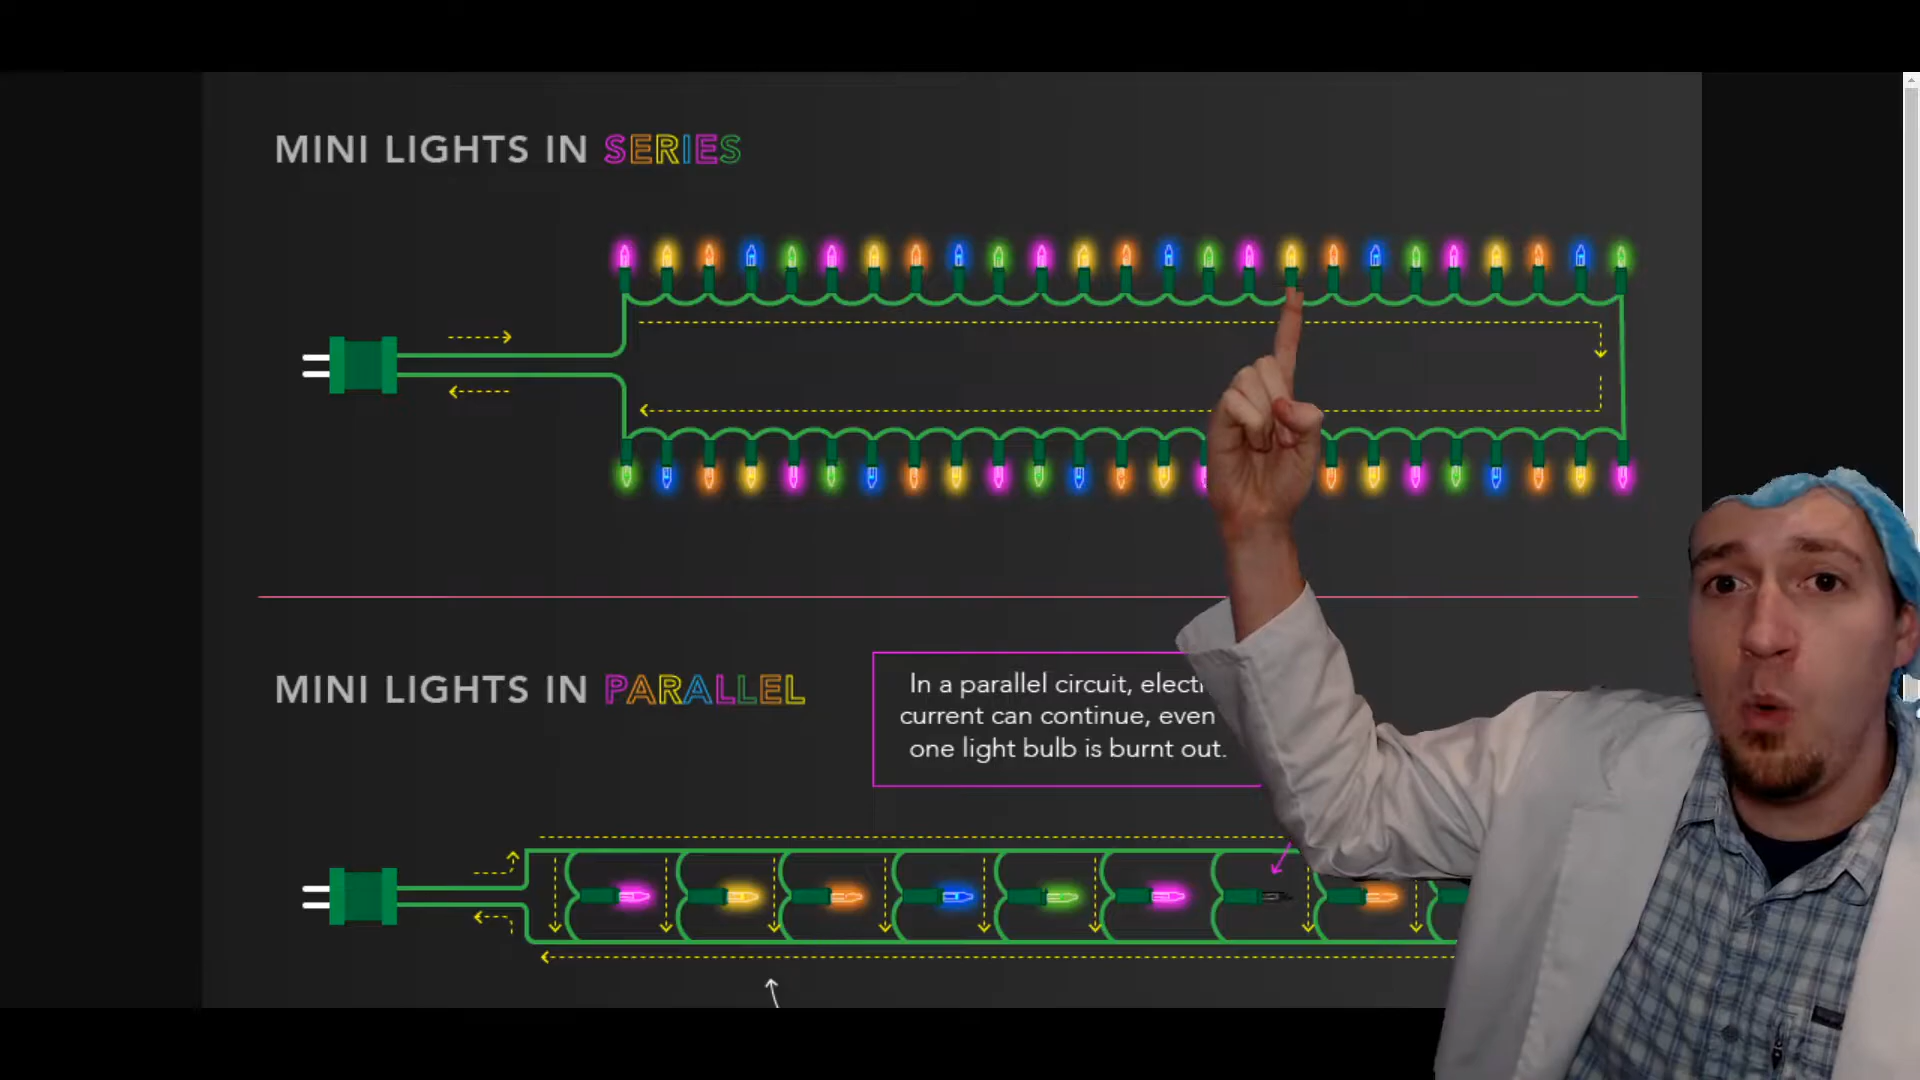 MINI LIGHTS IN SERIES
MINI LIGHTS IN PARALLEL
In a parallel circuit,
current can continue, even
one light bulb is burnt out.